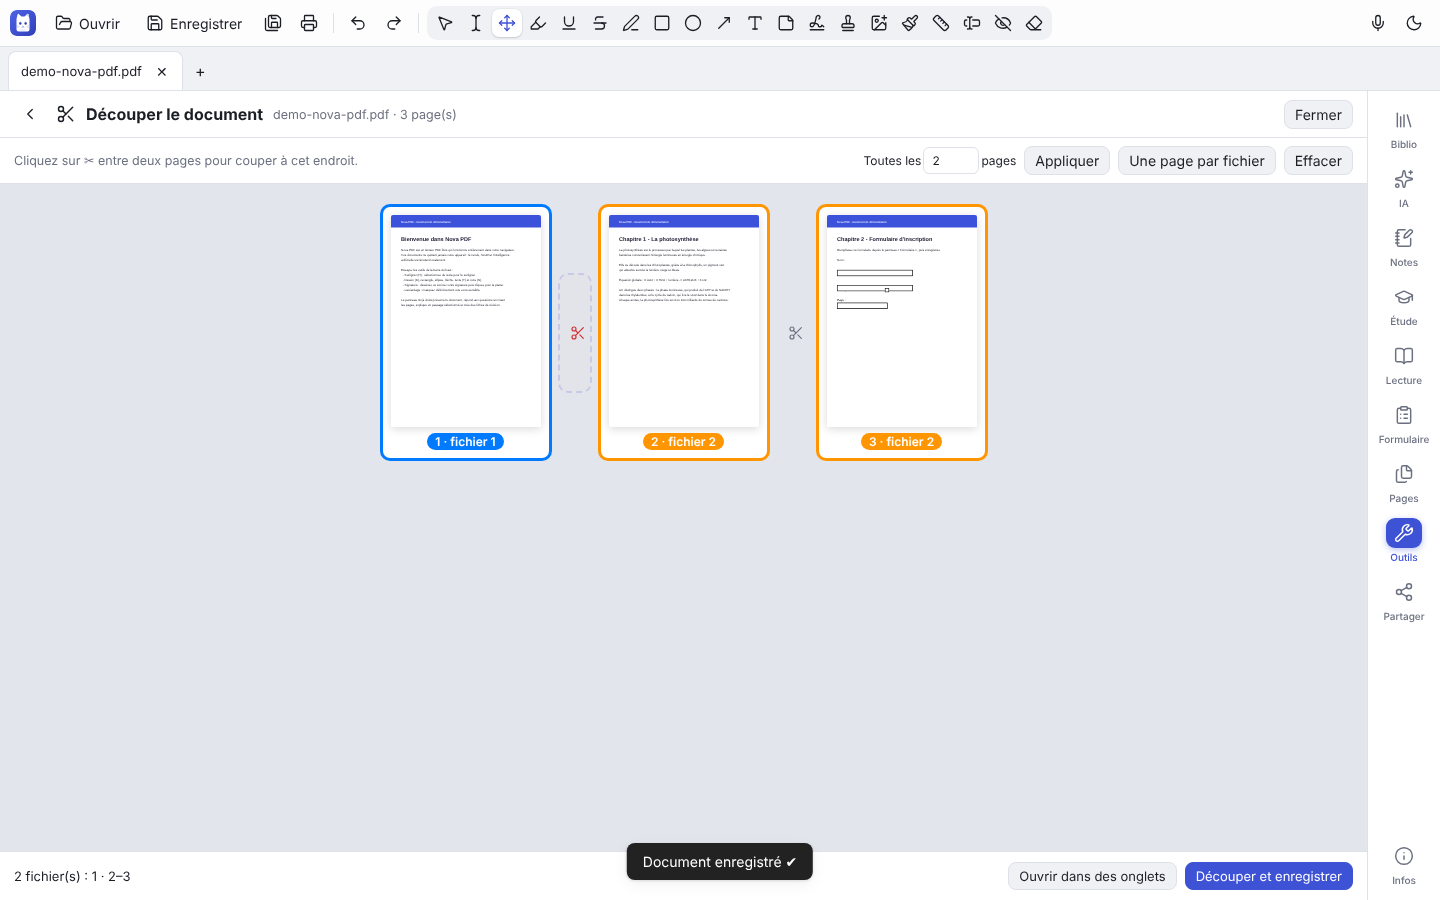 Ouvrir
Enregistrer
demo-nova-pdf.pdf
Découper le document
demo-nova-pdf.pdf · 3 page(s)
Fermer
Cliquez sur ✂ entre deux pages pour couper à cet endroit.
Toutes les 2 pages
Appliquer
Une page par fichier
Effacer
Bienvenue dans Nova PDF
1 · fichier 1
Chapitre 1 - La photosynthèse
2 · fichier 2
Chapitre 2 - Formulaire d'inscription
3 · fichier 2
Biblio
IA
Notes
Étude
Lecture
Formulaire
Pages
Outils
Partager
Infos
2 fichier(s) : 1 · 2–3
Document enregistré ✔
Ouvrir dans des onglets
Découper et enregistrer